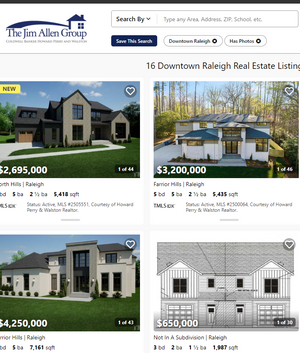 The Jim Allen Group
COLDWELL BANKER HOWARD PERRY AND WALSTON
Search By
Type any Area, Address, ZIP, School, etc.
Save This Search
Downtown Raleigh
Has Photos
16 Downtown Raleigh Real Estate Listing
NEW
$2,695,000
1 of 44
orth Hills | Raleigh
bd 5 ba 2 ½ ba 5,418 sqft
TMLS IDX Status: Active, MLS #2505551, Courtesy of Howard
Perry & Walston Realtor
$3,200,000
1 of 46
Farrior Hills | Raleigh
bd 5 ba 2 ½ ba 5,435 sqft
TMLS IDX Status: Active, MLS #2500064, Courtesy of Howard
Perry & Walston Realtor
$4,250,000
1 of 43
rrior Hills | Raleigh
bd 5 ba 7,161 sqft
$650,000
1 of 30
Not In A Subdivision | Raleigh
3 bd 2 ba 1 ½ ba 1,987 sqft